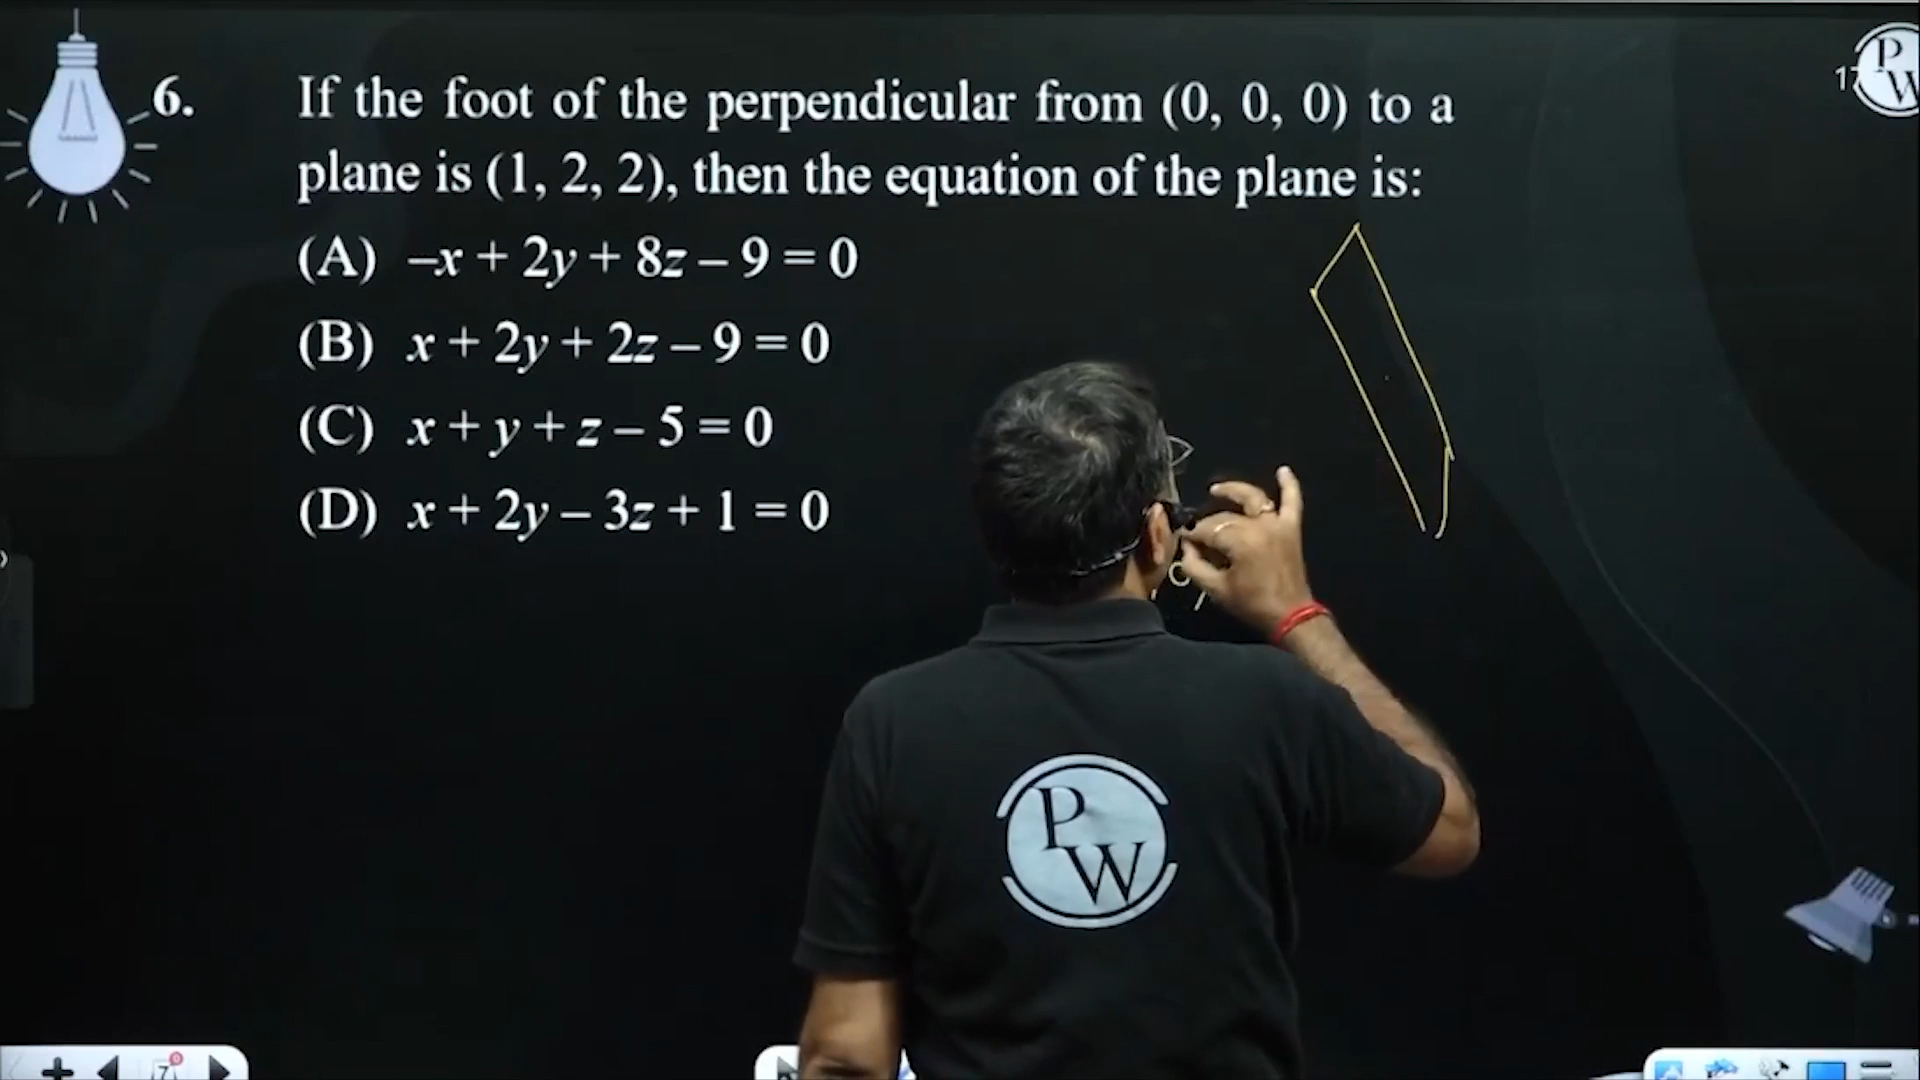 6. If the foot of the perpendicular from (0, 0, 0) to a
plane is (1, 2, 2), then the equation of the plane is:
(A) –x + 2y + 8z – 9 = 0
(B) x + 2y + 2z – 9 = 0
(C) x + y + z – 5 = 0
(D) x + 2y – 3z + 1 = 0
PW
PW
7